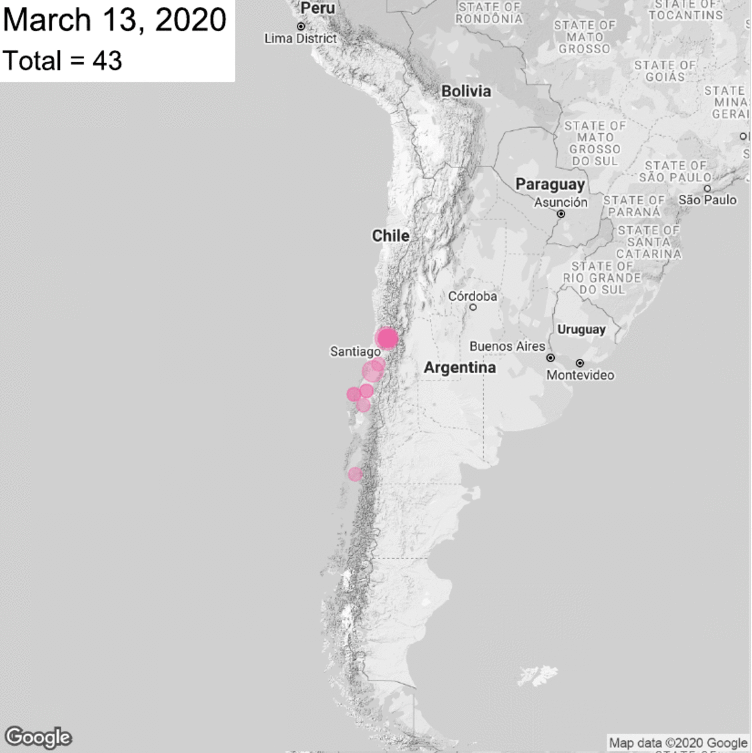 March 13, 2020
Total = 43
Peru
Lima District
STATE OF
RONDÔNIA
STATE OF
TOCANTINS
STATE OF
MATO
GROSSO
STATE OF
GOIÁS
Bolivia
STATE
MINA
GERAI
STATE OF
MATO
GROSSO
DO SUL
STATE OF
SÃO PAULO
São Paulo
Paraguay
Asunción
STATE OF
PARANÁ
Chile
STATE OF
SANTA
CATARINA
STATE OF
RIO GRANDE
DO SUL
Córdoba
Uruguay
Santiago
Buenos Aires
Argentina
Montevideo
Google
Map data ©2020 Google